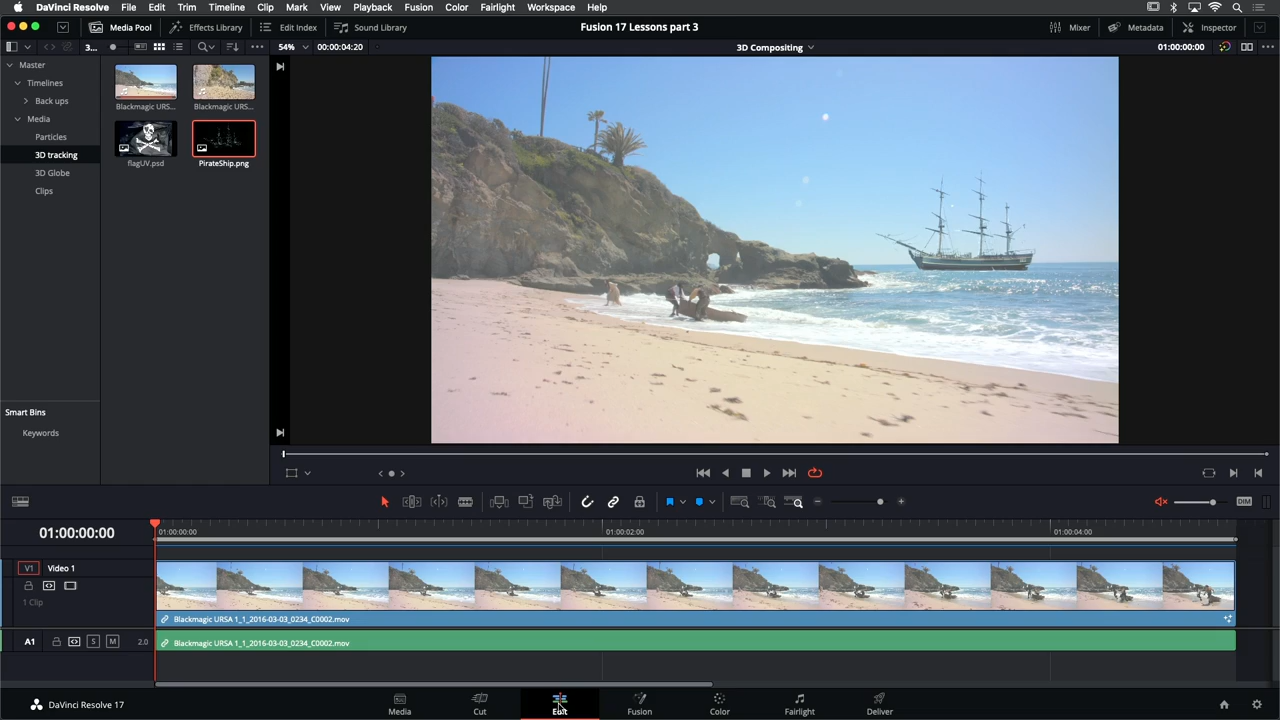 DaVinci Resolve File Edit Trim Timeline Clip Mark View Playback Fusion Color Fairlight Workspace Help
Media Pool Effects Library Edit Index Sound Library Fusion 17 Lessons part 3 Mixer Metadata Inspector
3... 54% 00:00:04:20 3D Compositing 01:00:00:00
Master
Timelines
Back ups
Media
Particles
3D tracking
3D Globe
Clips
Blackmagic URS... Blackmagic URS...
flagUV.psd PirateShip.png
Smart Bins
Keywords
DIM
01:00:00:00 01:00:00:00 01:00:02:00 01:00:04:00
V1 Video 1
1 Clip
Blackmagic URSA 1_1_2016-03-03_0234_C0002.mov
A1 S M 2.0 Blackmagic URSA 1_1_2016-03-03_0234_C0002.mov
DaVinci Resolve 17 Media Cut Edit Fusion Color Fairlight Deliver